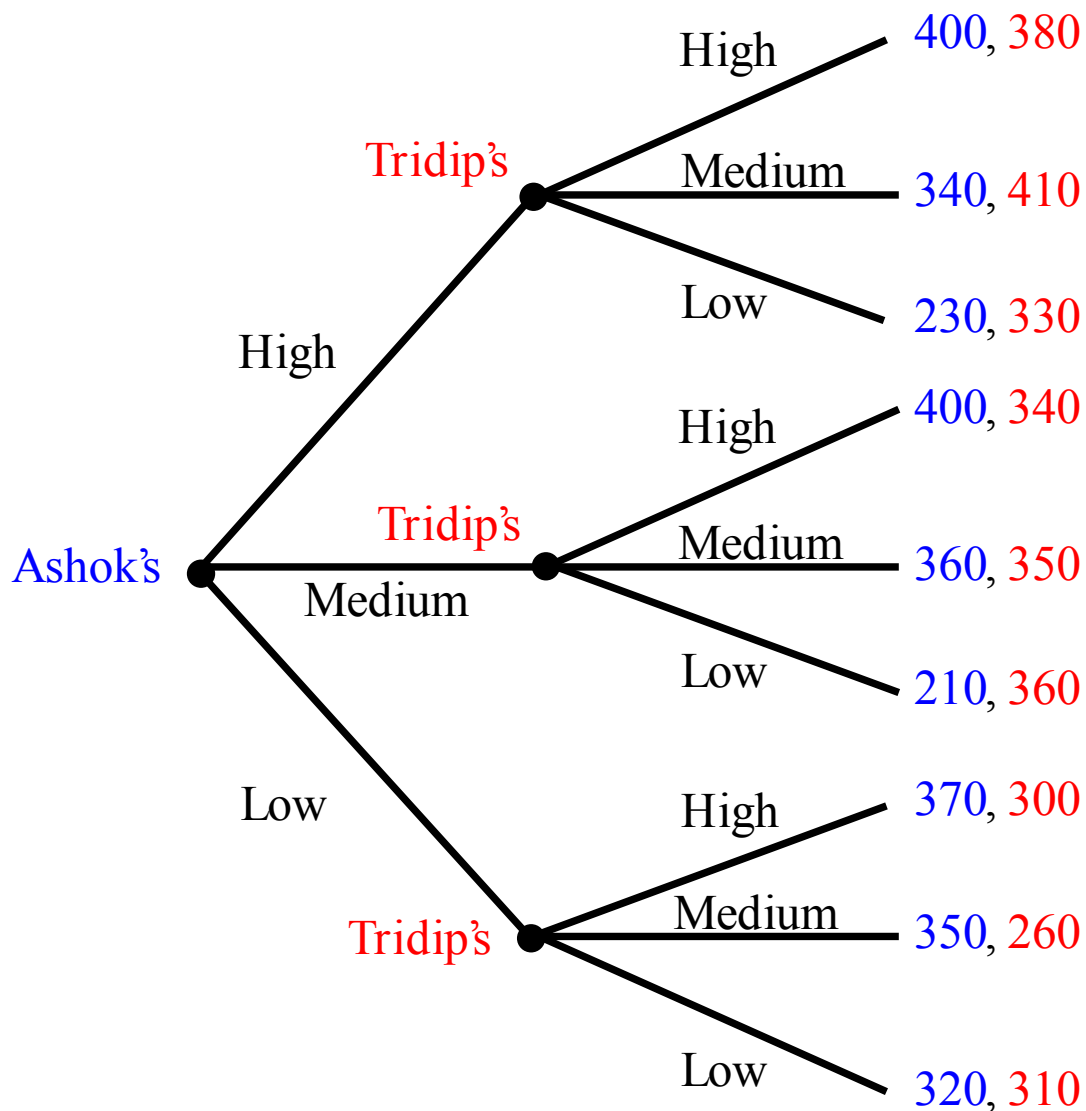 High
400, 380
Tridip's
Medium
340, 410
Low
230, 330
High
High
400, 340
Tridip's
Medium
360, 350
Ashok's
Medium
Low
210, 360
Low
High
370, 300
Tridip's
Medium
350, 260
Low
320, 310